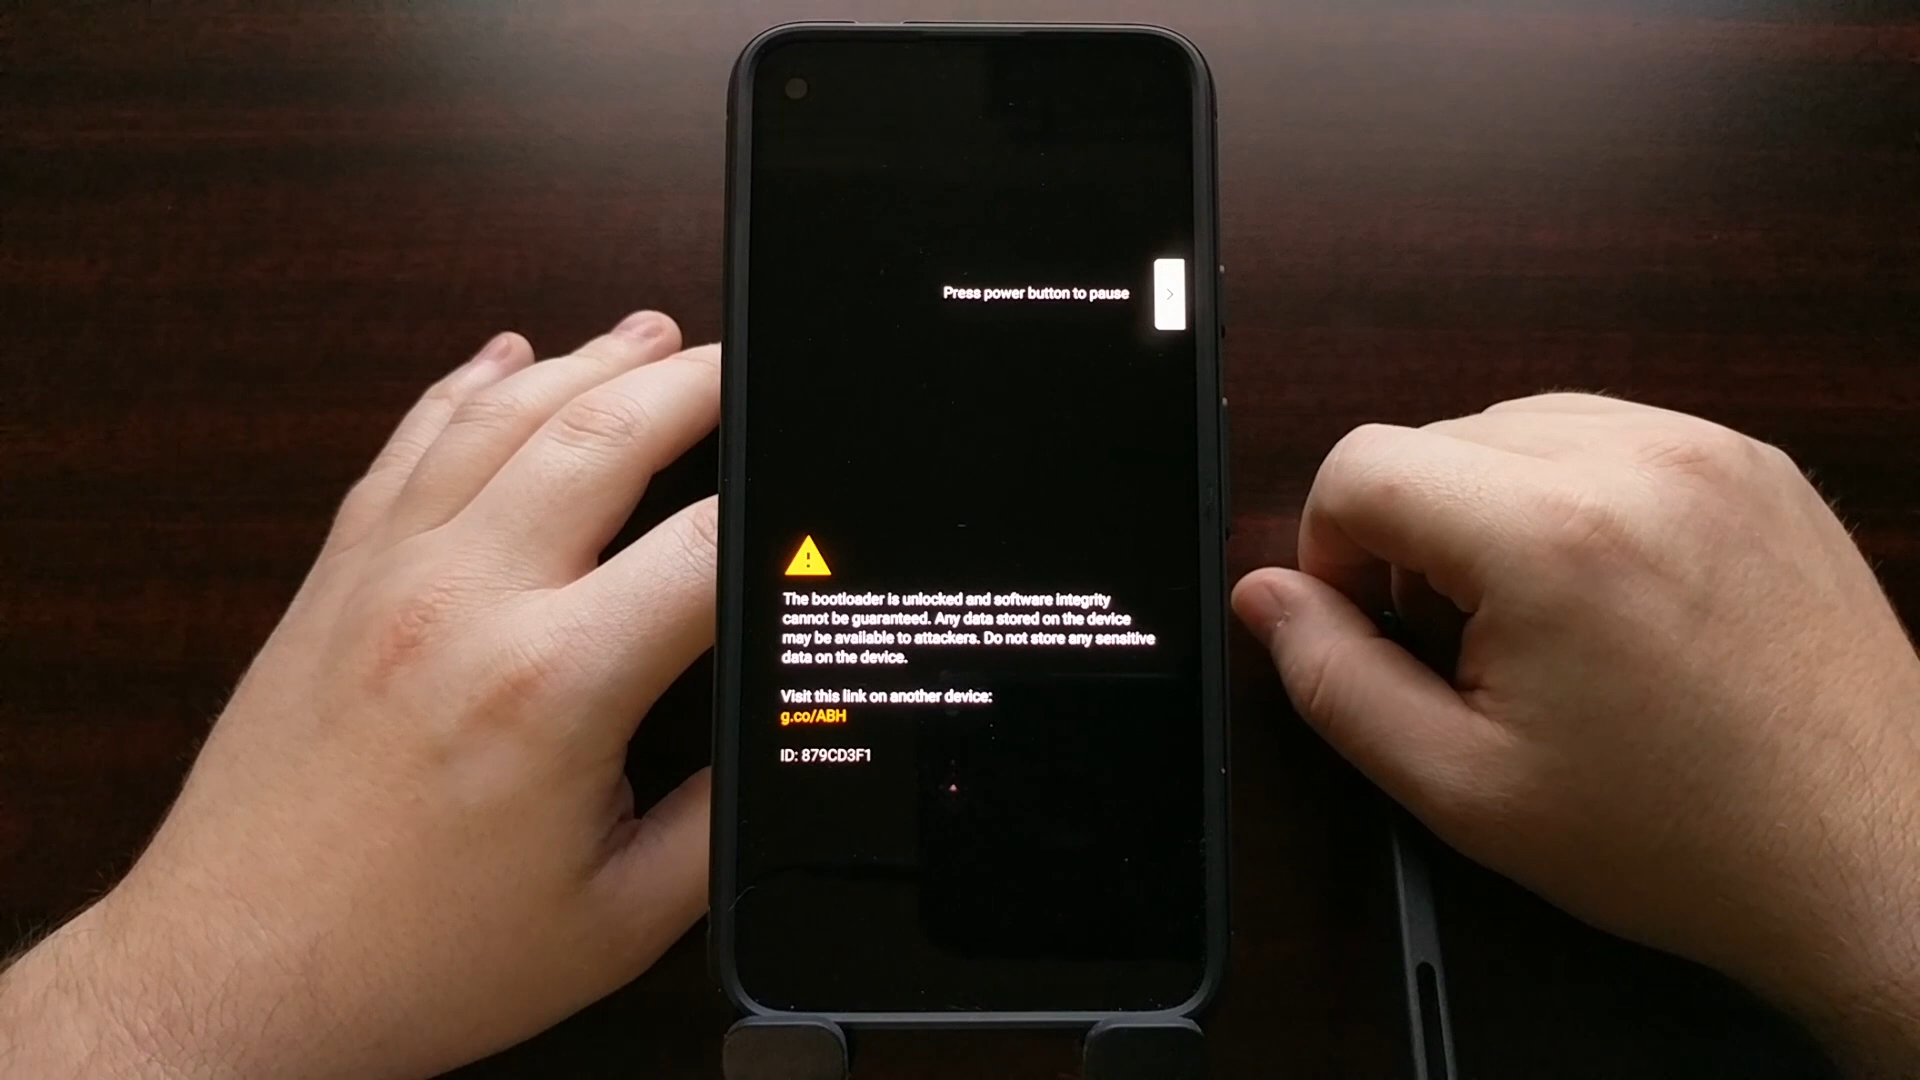 Press power button to pause
The bootloader is unlocked and software integrity
cannot be guaranteed. Any data stored on the device
may be available to attackers. Do not store any sensitive
data on the device.
Visit this link on another device:
g.co/ABH
ID: 879CD3F1